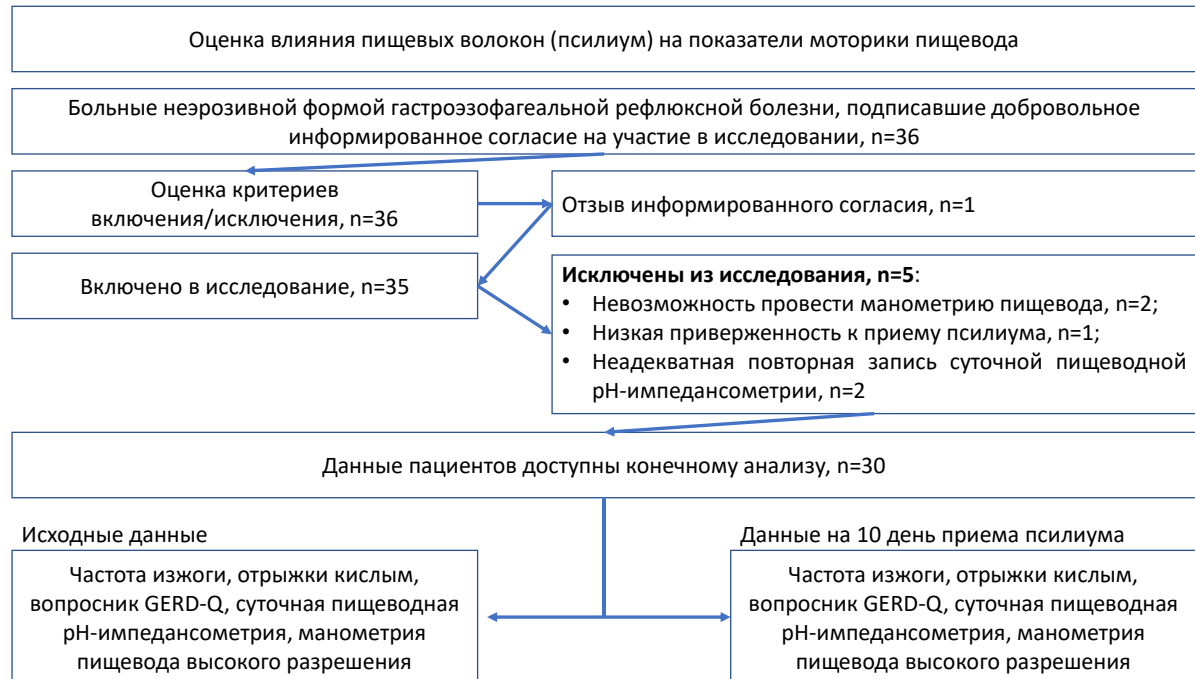 Оценка влияния пищевых волокон (псилиум) на показатели моторики пищевода
Больные неэрозивной формой гастроэзофагеальной рефлюксной болезни, подписавшие добровольное
информированное согласие на участие в исследовании, n=36
Оценка критериев
включения/исключения, n=36
Отзыв информированного согласия, n=1
Включено в исследование, n=35
Исключены из исследования, n=5:
• Невозможность провести манометрию пищевода, n=2;
• Низкая приверженность к приему псилиума, n=1;
• Неадекватная повторная запись суточной пищеводной
pH-импедансометрии, n=2
Данные пациентов доступны конечному анализу, n=30
Исходные данные
Частота изжоги, отрыжки кислым,
вопросник GERD-Q, суточная пищеводная
pH-импедансометрия, манометрия
пищевода высокого разрешения
Данные на 10 день приема псилиума
Частота изжоги, отрыжки кислым,
вопросник GERD-Q, суточная пищеводная
pH-импедансометрия, манометрия
пищевода высокого разрешения